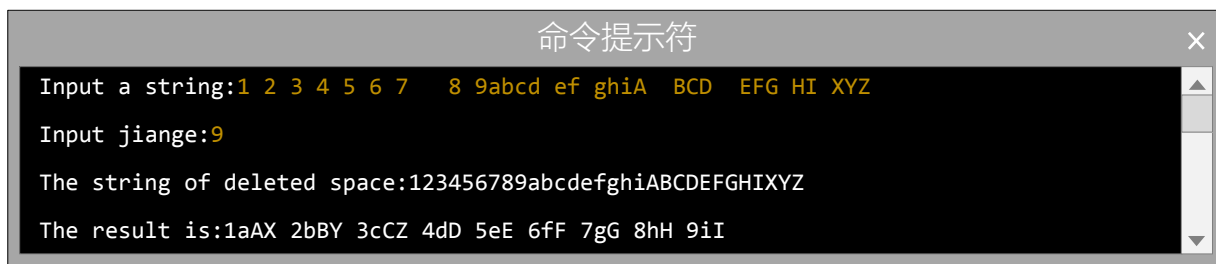 命令提示符
Input a string:1 2 3 4 5 6 7   8 9abcd ef ghiA  BCD  EFG HI XYZ
Input jiange:9
The string of deleted space:123456789abcdefghiABCDEFGHIXYZ
The result is:1aAX 2bBY 3cCZ 4dD 5eE 6fF 7gG 8hH 9iI